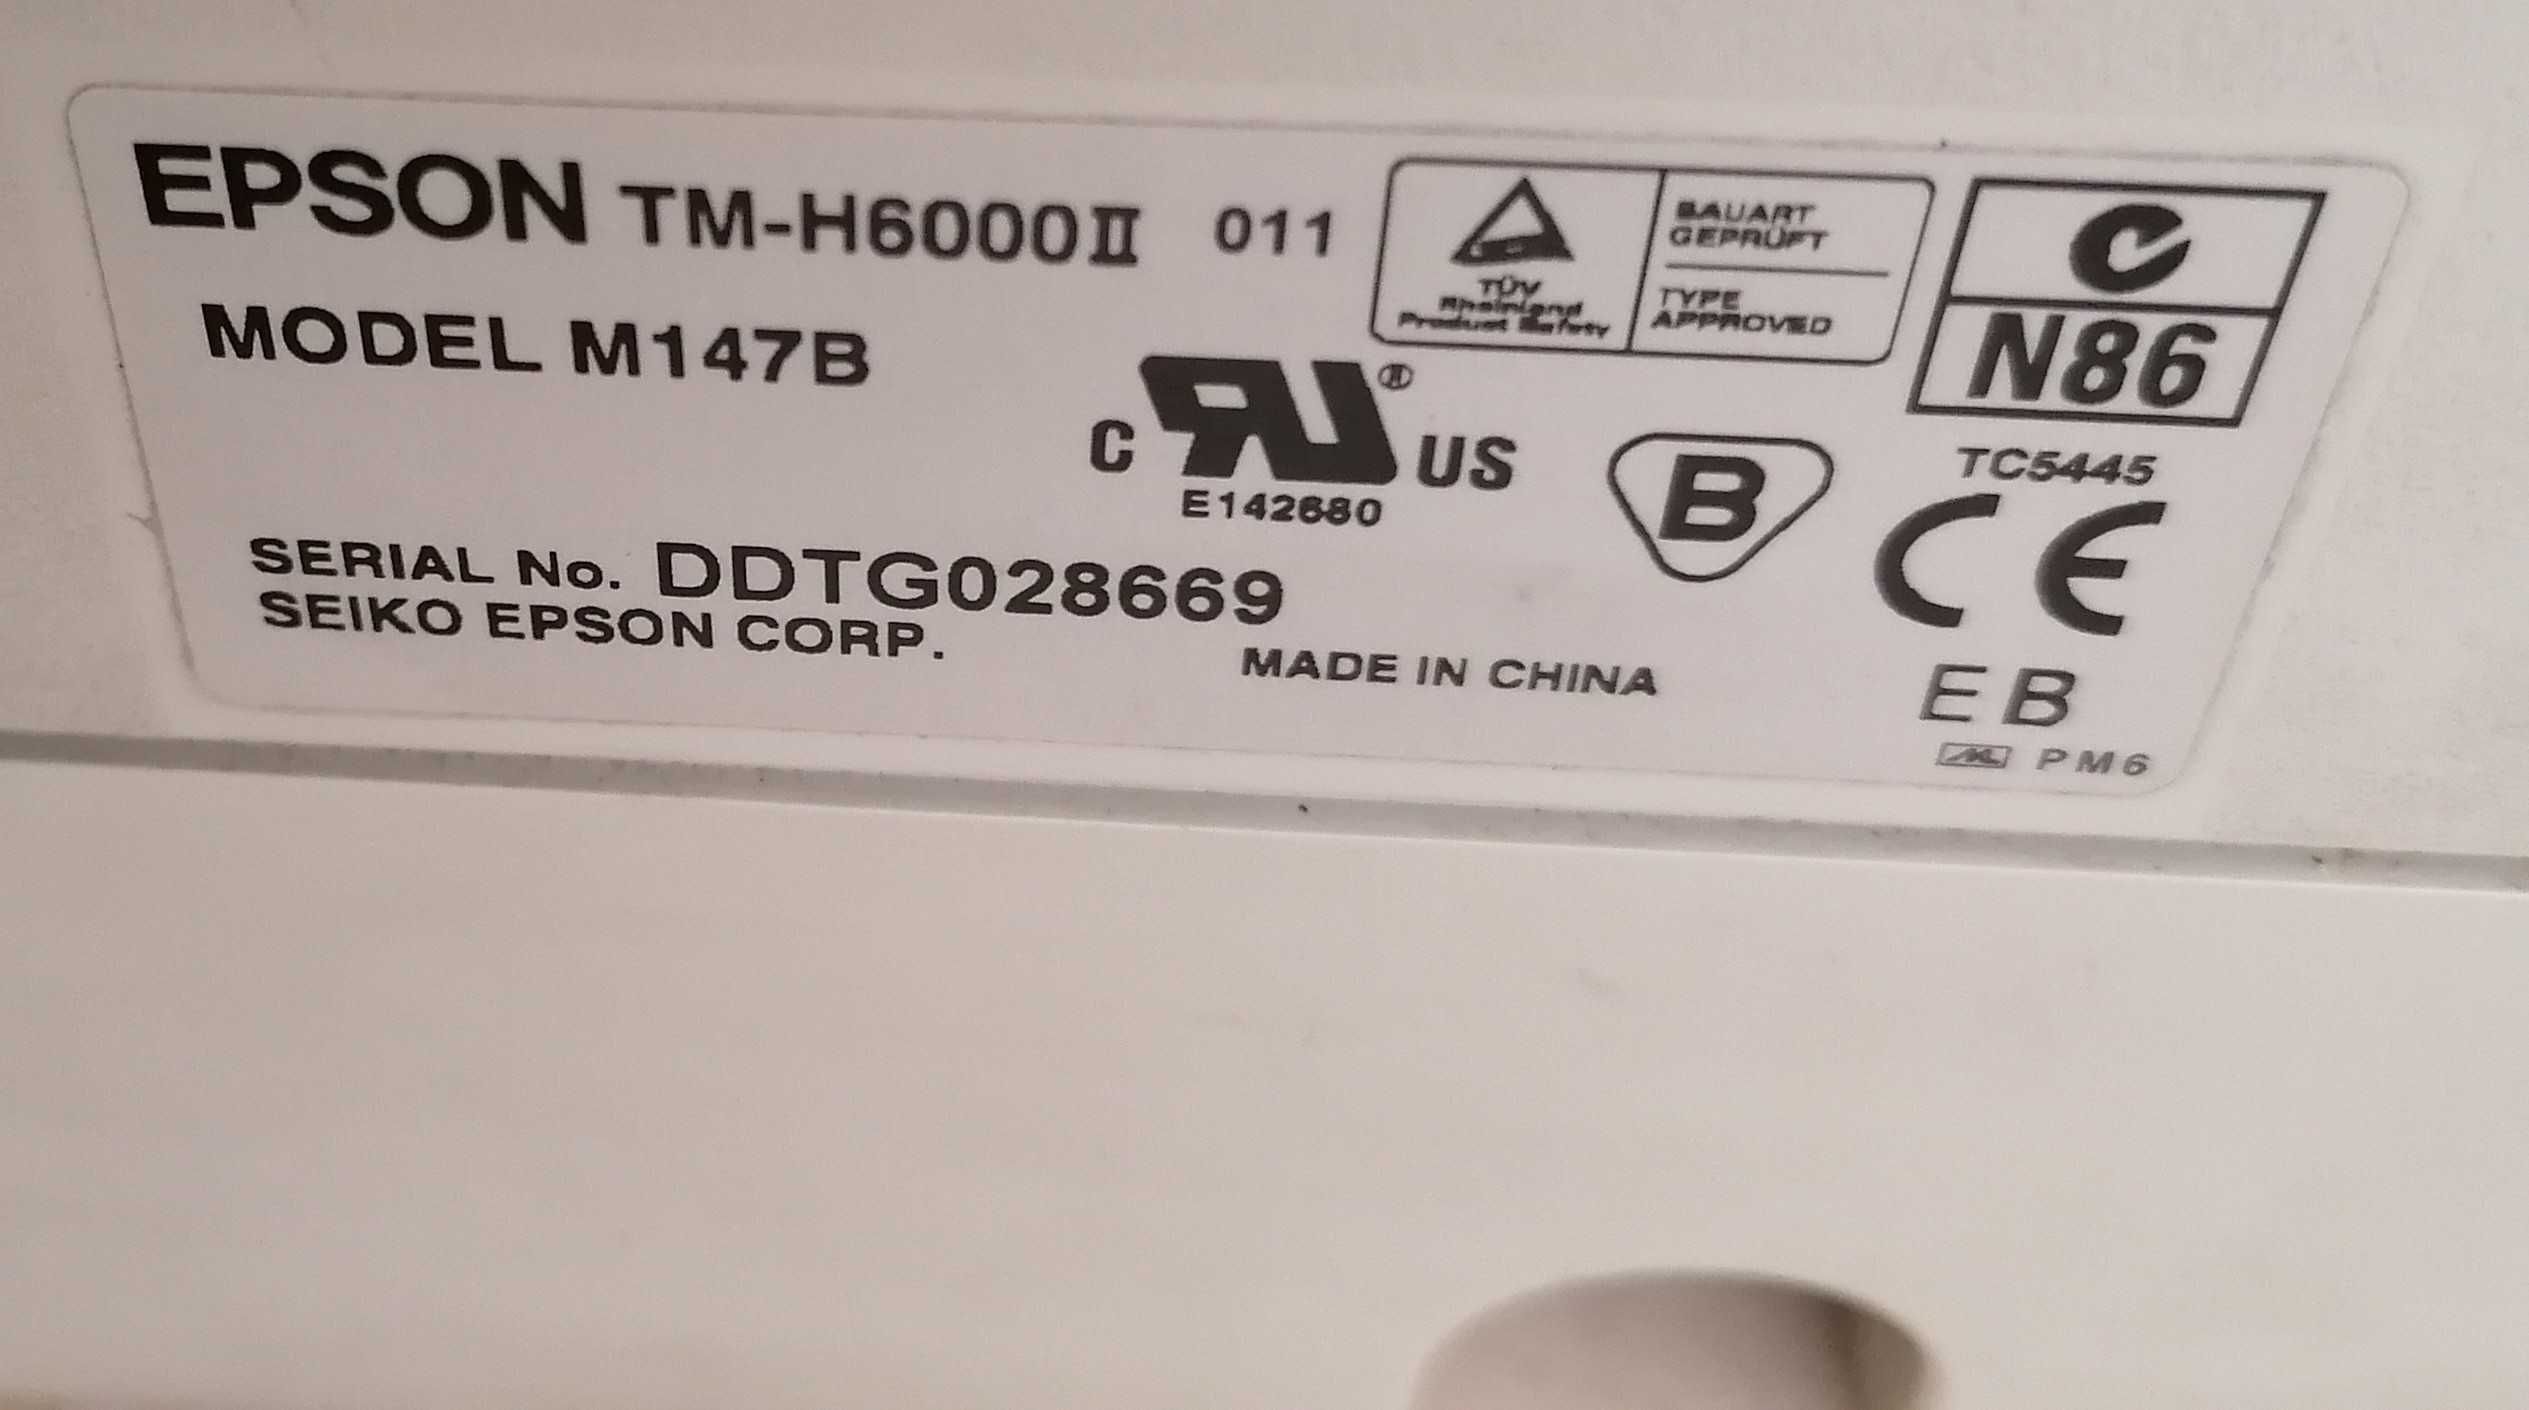 EPSON TM-H6000Ⅱ 011
MODEL M147B
TÜV
Rheinland
Product Safety
BAUART
GEPRÜFT
TYPE
APPROVED
N86
TC5445
C RU® US
E142680
B
CE
SERIAL No. DDTG028669
SEIKO EPSON CORP.
MADE IN CHINA
EB
PM6